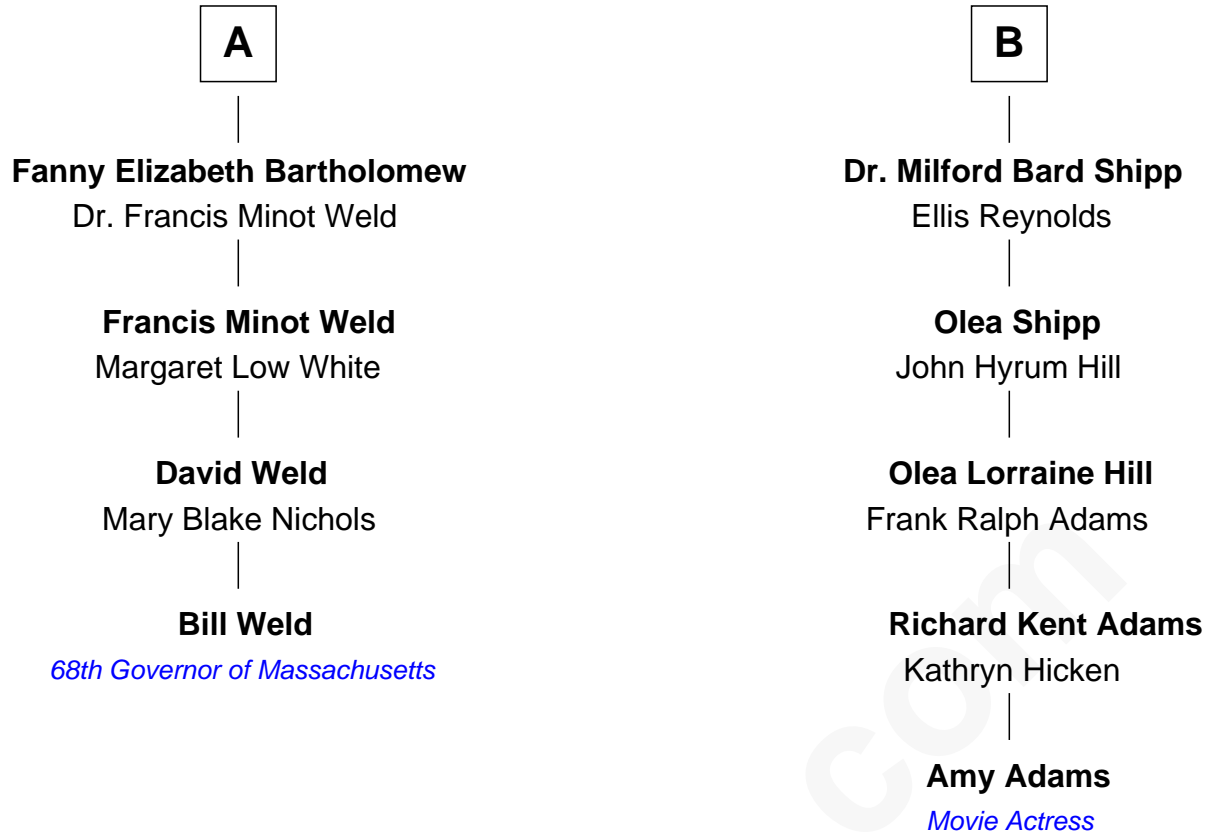 A
Fanny Elizabeth Bartholomew
Dr. Francis Minot Weld
Francis Minot Weld
Margaret Low White
David Weld
Mary Blake Nichols
Bill Weld
68th Governor of Massachusetts
B
Dr. Milford Bard Shipp
Ellis Reynolds
Olea Shipp
John Hyrum Hill
Olea Lorraine Hill
Frank Ralph Adams
Richard Kent Adams
Kathryn Hicken
Amy Adams
Movie Actress
com